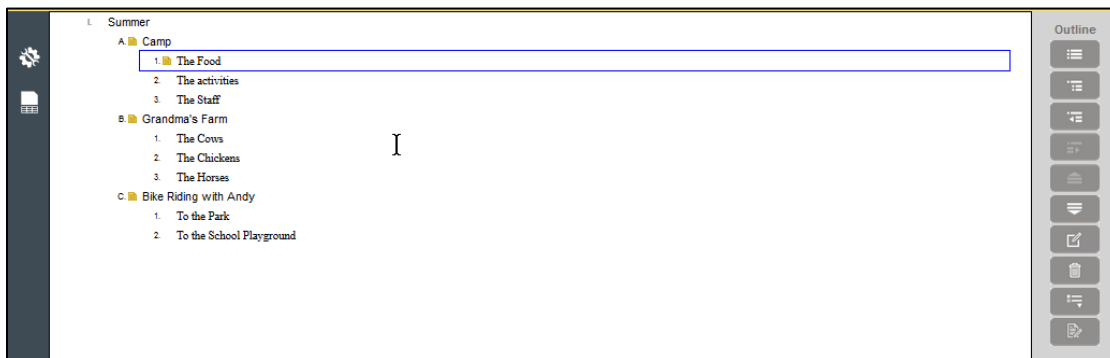 I. Summer
A. Camp
1. The Food
2. The activities
3. The Staff
B. Grandma's Farm
1. The Cows
2. The Chickens
3. The Horses
C. Bike Riding with Andy
1. To the Park
2. To the School Playground
Outline